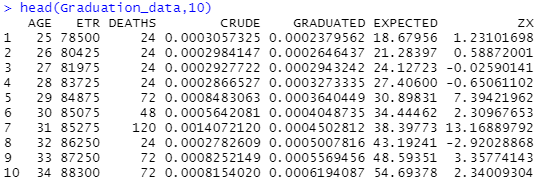 > head(Graduation_data,10)
AGE ETR DEATHS CRUDE GRADUATED EXPECTED ZX
1 25 78500 24 0.0003057325 0.0002379562 18.67956 1.23101698
2 26 80425 24 0.0002984147 0.0002646437 21.28397 0.58872001
3 27 81975 24 0.0002927722 0.0002943242 24.12723 -0.02590141
4 28 83725 24 0.0002866527 0.0003273335 27.40600 -0.65061102
5 29 84875 72 0.0008483063 0.0003640449 30.89831 7.39421962
6 30 85075 48 0.0005642081 0.0004048735 34.44462 2.30967653
7 31 85275 120 0.0014072120 0.0004502812 38.39773 13.16889792
8 32 86250 24 0.0002782609 0.0005007816 43.19241 -2.92028868
9 33 87250 72 0.0008252149 0.0005569456 48.59351 3.35774143
10 34 88300 72 0.0008154020 0.0006194087 54.69378 2.34009304